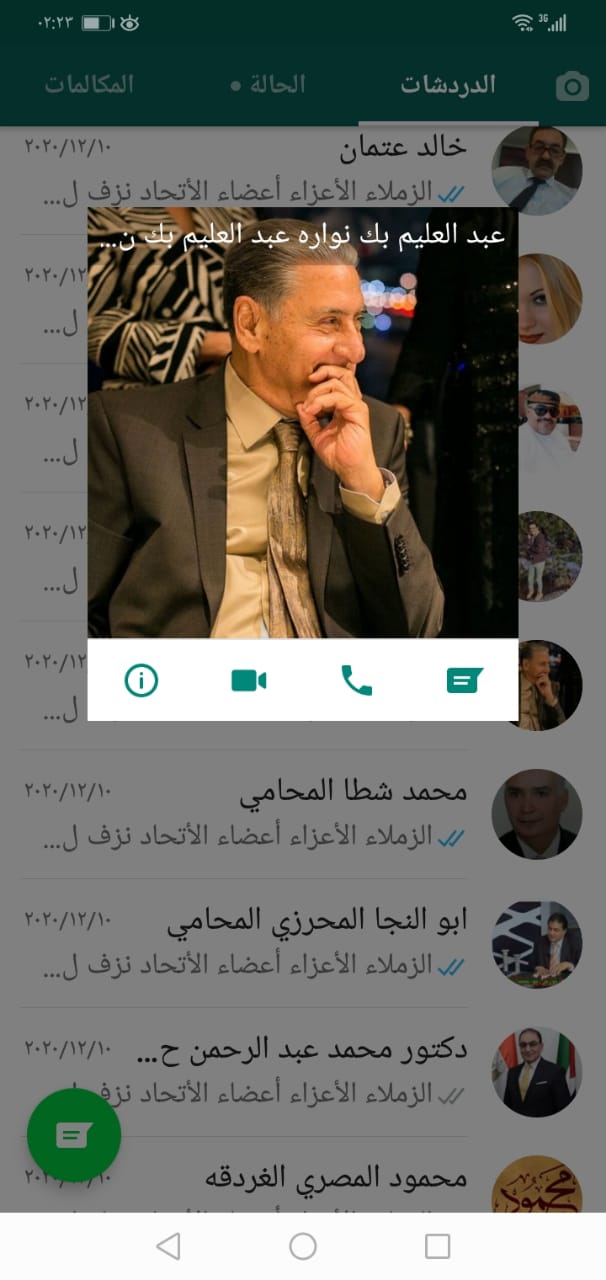 ٠٢:٢٣
3G
الدردشات
الحالة
المكالمات
خالد عتمان
٢٠٢٠/١٢/١٠
الزملاء الأعزاء أعضاء الأتحاد نزف ل...
عبد العليم بك نواره عبد العليم بك ن...
٢٠٢٠/١٢
ل...
٢٠٢٠/١٢
ل...
٢٠٢٠/١٢
ل...
٢٠٢٠/١٢
ل...
محمد شطا المحامي
٢٠٢٠/١٢/١٠
الزملاء الأعزاء أعضاء الأتحاد نزف ل...
ابو النجا المحرزي المحامي
٢٠٢٠/١٢/١٠
الزملاء الأعزاء أعضاء الأتحاد نزف ل...
دكتور محمد عبد الرحمن ح...
٢٠٢٠/١٢/١٠
الزملاء الأعزاء أعضاء الأتحاد نزف
محمود المصري الغردقه
محمود